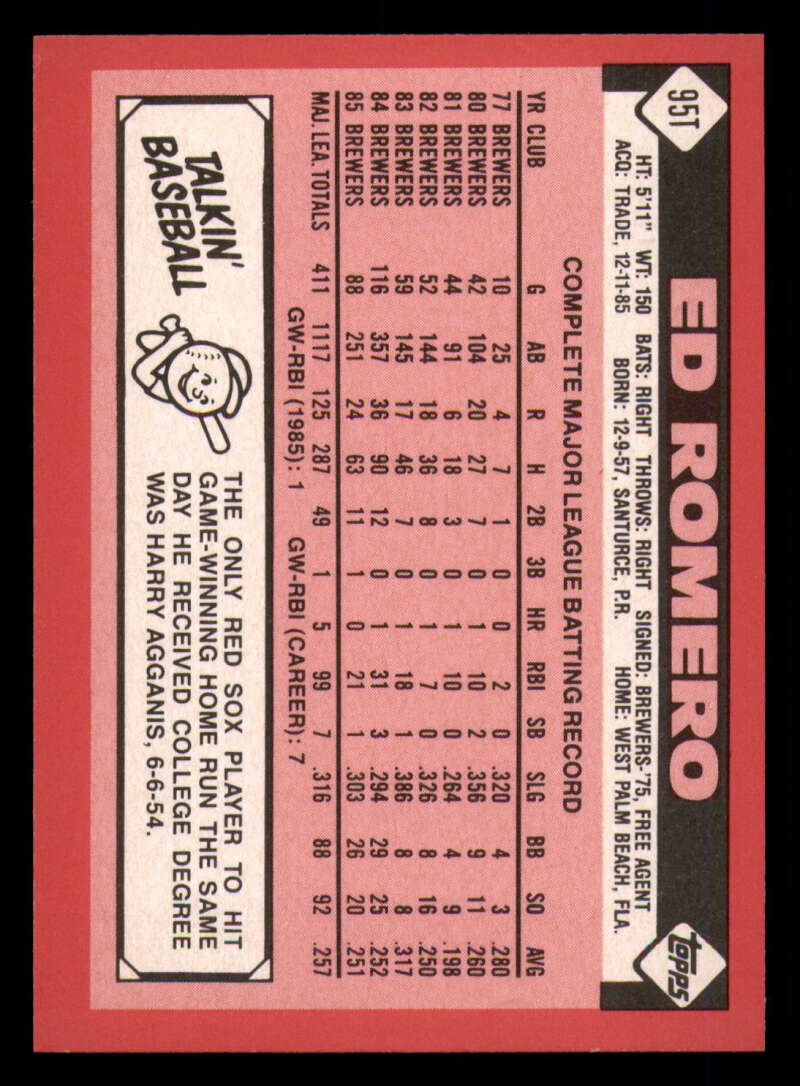 95T
ED ROMERO
topps
HT: 5'11" WT: 150 BATS: RIGHT THROWS: RIGHT SIGNED: BREWERS-'75, FREE AGENT
ACQ: TRADE, 12-11-85 BORN: 12-9-57, SANTURCE, P.R. HOME: WEST PALM BEACH, FLA.
COMPLETE MAJOR LEAGUE BATTING RECORD
YR CLUB G AB R H 2B 3B HR RBI SB SLG BB SO AVG
77 BREWERS 10 25 4 7 1 0 0 2 0 .320 4 3 .280
80 BREWERS 42 104 20 27 7 0 1 10 2 .356 9 11 .260
81 BREWERS 44 91 6 18 3 0 1 10 0 .264 4 9 .198
82 BREWERS 52 144 18 36 8 0 1 7 0 .326 8 16 .250
83 BREWERS 59 145 17 46 7 0 1 18 1 .386 8 8 .317
84 BREWERS 116 357 36 90 12 0 1 31 3 .294 29 25 .252
85 BREWERS 88 251 24 63 11 1 0 21 1 .303 26 20 .251
MAJ. LEA. TOTALS 411 1117 125 287 49 1 5 99 7 .316 88 92 .257
GW-RBI (1985): 1 GW-RBI (CAREER): 7
TALKIN'
BASEBALL
THE ONLY RED SOX PLAYER TO HIT
GAME-WINNING HOME RUN THE SAME
DAY HE RECEIVED COLLEGE DEGREE
WAS HARRY AGGANIS, 6-6-54.